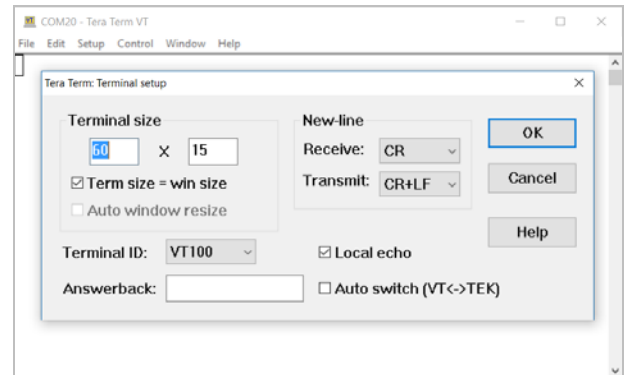 COM20 - Tera Term VT
File Edit Setup Control Window Help
Tera Term: Terminal setup
Terminal size
60 X 15
Term size = win size
Auto window resize
New-line
Receive: CR
Transmit: CR+LF
OK
Cancel
Help
Terminal ID: VT100
Local echo
Answerback:
Auto switch (VT<->TEK)